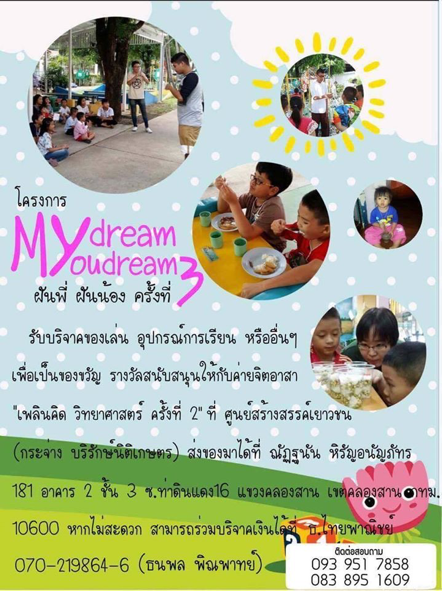 โครงการ
My dream
Youdream 3
ฝันพี่ ฝันน้อง ครั้งที่
รับบริจาคของเล่น อุปกรณ์การเรียน หรืออื่นๆ
เพื่อเป็นของขวัญ รางวัลสนับสนุนให้กับค่ายจิตอาสา
"เพลินคิด วิทยาศาสตร์ ครั้งที่ 2" ที่ ศูนย์สร้างสรรค์เยาวชน
(กระจ่าง บริรักษ์นิติเกษตร) ส่งของมาได้ที่ ณัฏฐนัน หิรัญอนัญภัทร
181 อาคาร 2 ชั้น 3 ซ.ท่าดินแดง16 แขวงคลองสาน เขตคลองสาน กทม.
10600 หากไม่สะดวก สามารถร่วมบริจาคเงินได้ที่ ธ.ไทยพาณิชย์
070-219864-6 (ธนพล พิณพาทย์)
ติดต่อสอบถาม
093 951 7858
083 895 1609